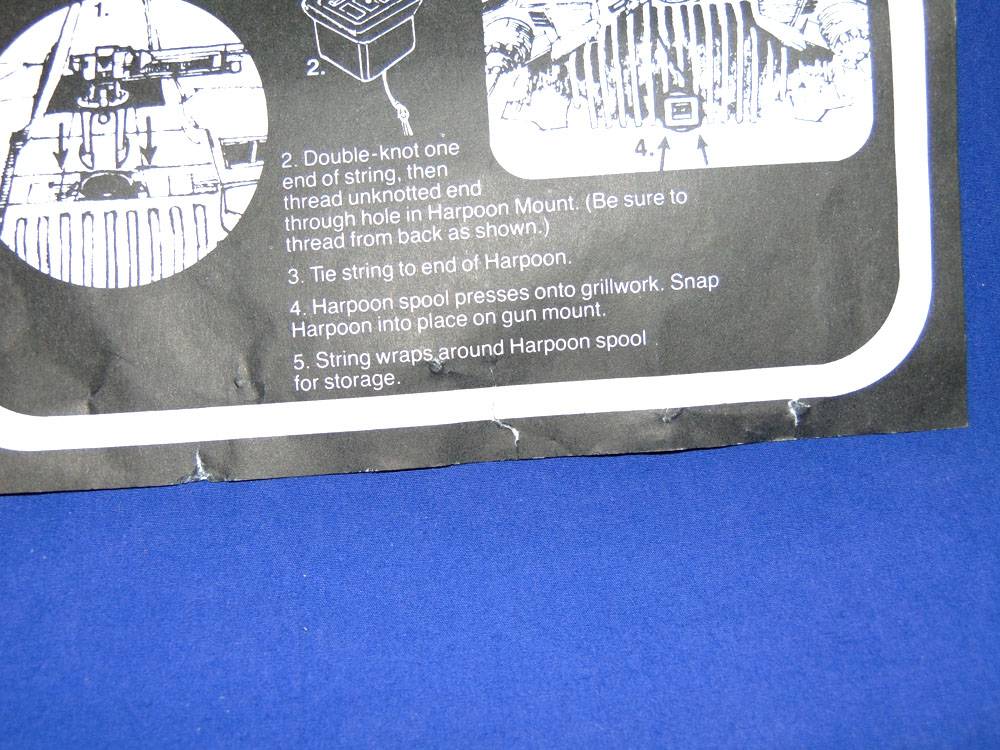 1.
2.
4.
2. Double-knot one
end of string, then
thread unknotted end
through hole in Harpoon Mount. (Be sure to
thread from back as shown.)
3. Tie string to end of Harpoon.
4. Harpoon spool presses onto grillwork. Snap
Harpoon into place on gun mount.
5. String wraps around Harpoon spool
for storage.